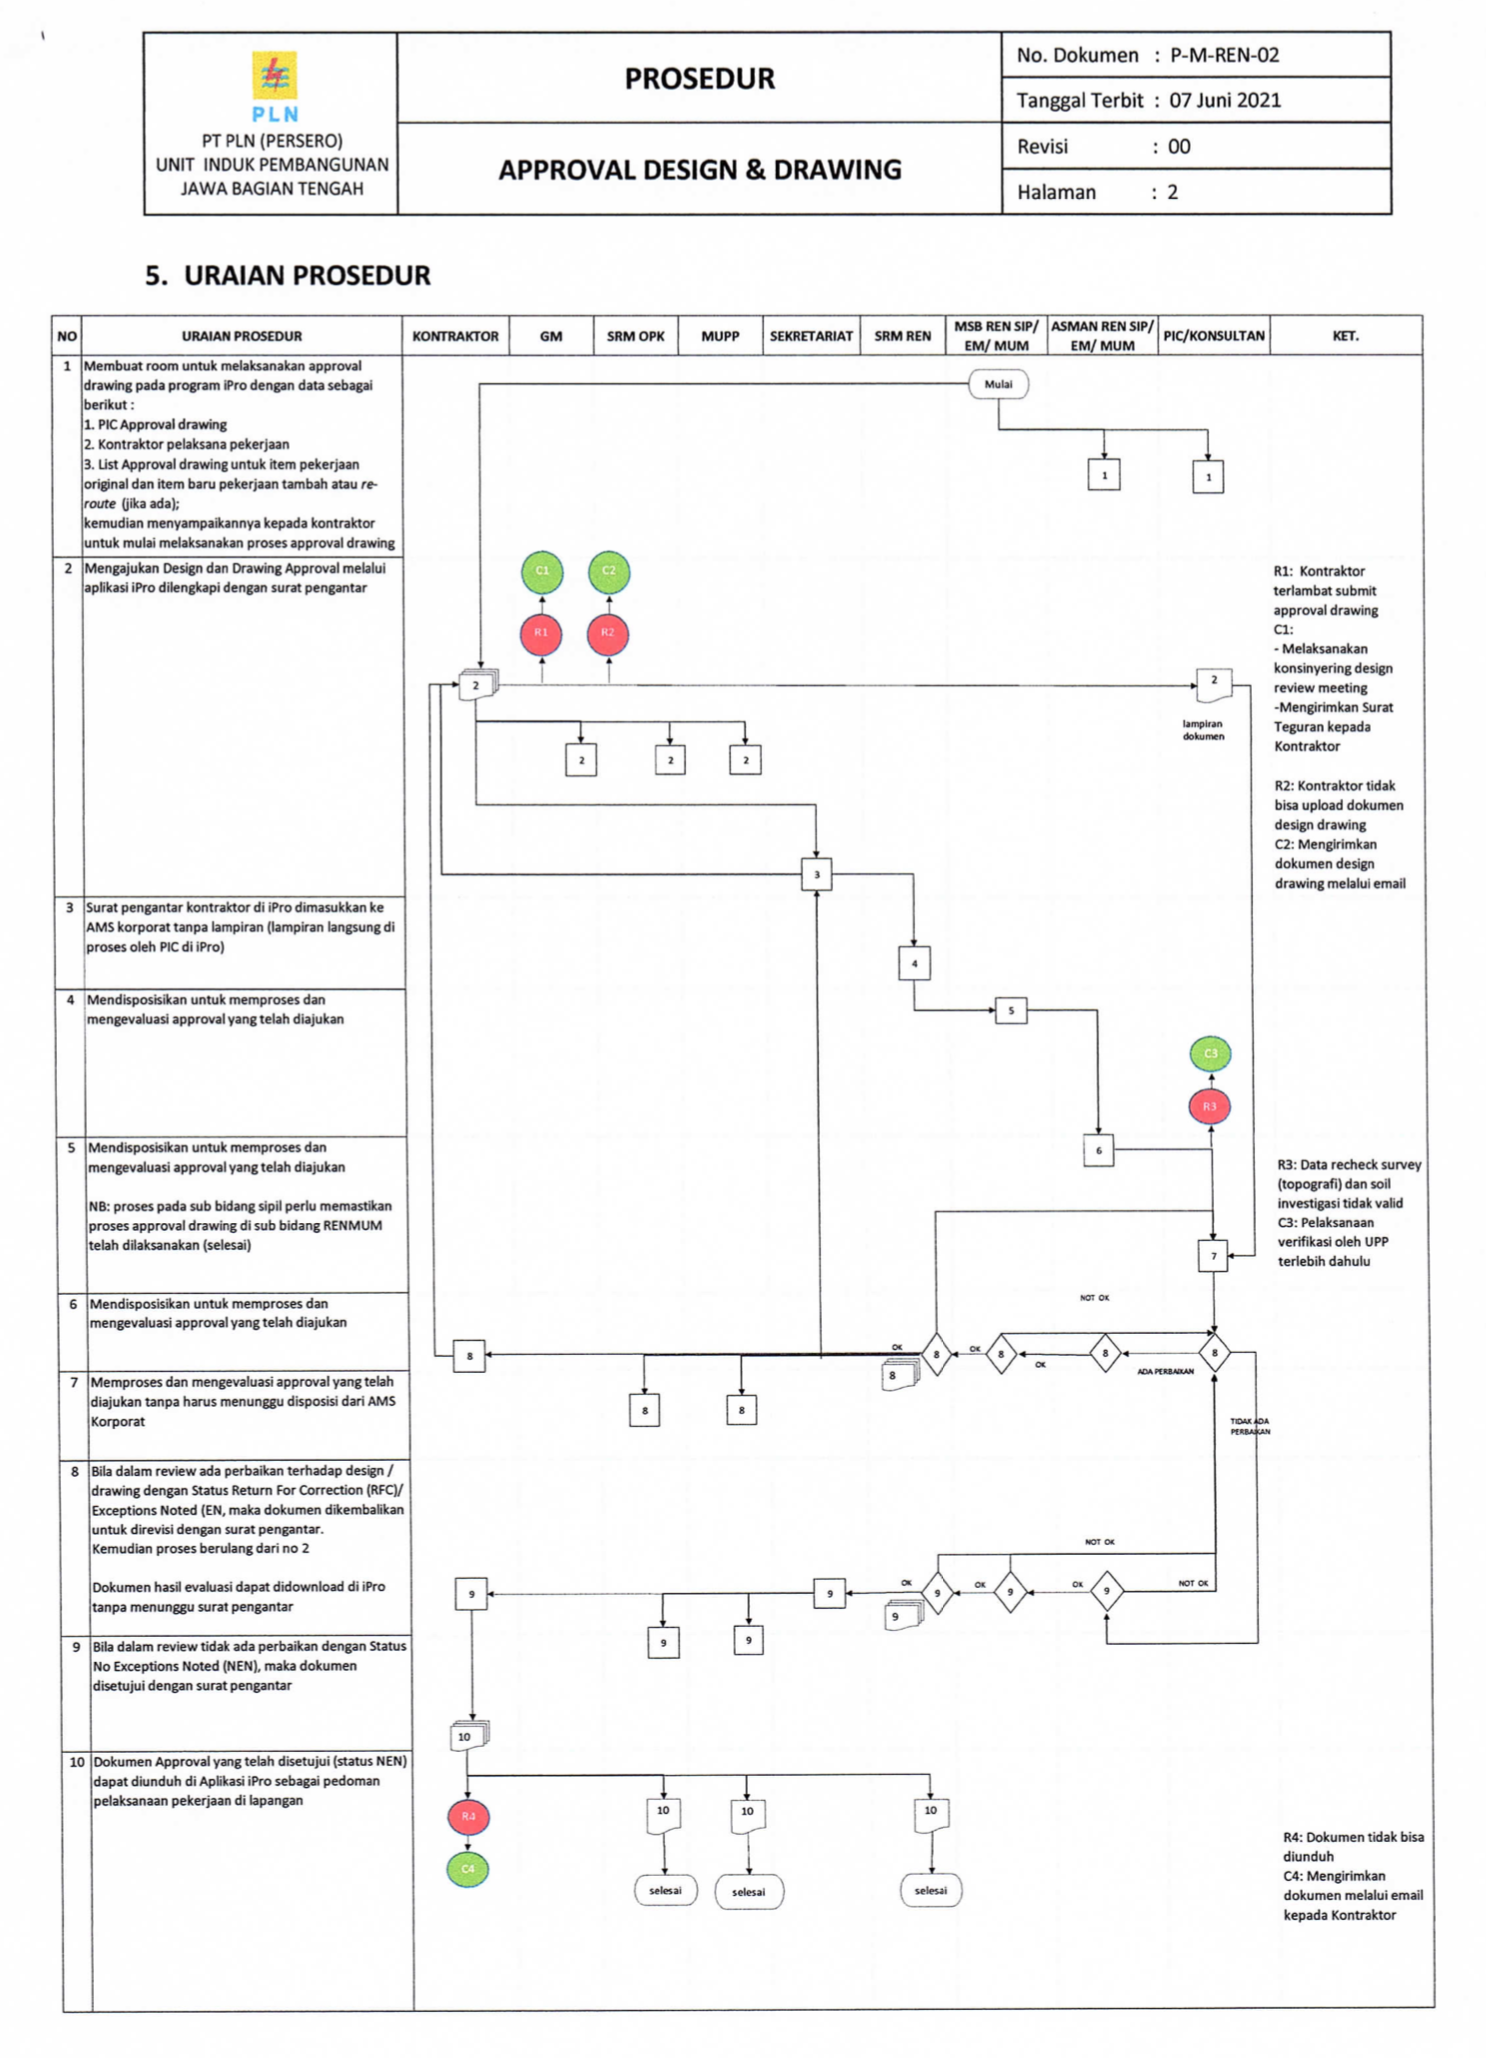 PLN
PT PLN (PERSERO)
UNIT INDUK PEMBANGUNAN
JAWA BAGIAN TENGAH
PROSEDUR
APPROVAL DESIGN & DRAWING
No. Dokumen : P-M-REN-02
Tanggal Terbit : 07 Juni 2021
Revisi : 00
Halaman : 2
5. URAIAN PROSEDUR
NO URAIAN PROSEDUR KONTRAKTOR GM SRM OPK MUPP SEKRETARIAT SRM REN MSB REN SIP/ EM/ MUM ASMAN REN SIP/ EM/ MUM PIC/KONSULTAN KET.
1 Membuat room untuk melaksanakan approval
drawing pada program iPro dengan data sebagai
berikut :
1. PIC Approval drawing
2. Kontraktor pelaksana pekerjaan
3. List Approval drawing untuk item pekerjaan
original dan item baru pekerjaan tambah atau re-
route (jika ada);
kemudian menyampaikannya kepada kontraktor
untuk mulai melaksanakan proses approval drawing
Mulai
1 1
2 Mengajukan Design dan Drawing Approval melalui
aplikasi iPro dilengkapi dengan surat pengantar
C1 C2
R1 R2
2 2
lampiran
dokumen
2 2 2
3
R1: Kontraktor
terlambat submit
approval drawing
C1:
- Melaksanakan
konsinyering design
review meeting
-Mengirimkan Surat
Teguran kepada
Kontraktor
R2: Kontraktor tidak
bisa upload dokumen
design drawing
C2: Mengirimkan
dokumen design
drawing melalui email
3 Surat pengantar kontraktor di iPro dimasukkan ke
AMS korporat tanpa lampiran (lampiran langsung di
proses oleh PIC di iPro)
4
4 Mendisposisikan untuk memproses dan
mengevaluasi approval yang telah diajukan
5
C3
R3
5 Mendisposisikan untuk memproses dan
mengevaluasi approval yang telah diajukan
NB: proses pada sub bidang sipil perlu memastikan
proses approval drawing di sub bidang RENMUM
telah dilaksanakan (selesai)
6
7
R3: Data recheck survey
(topografi) dan soil
investigasi tidak valid
C3: Pelaksanaan
verifikasi oleh UPP
terlebih dahulu
6 Mendisposisikan untuk memproses dan
mengevaluasi approval yang telah diajukan
NOT OK
8 OK 8 OK 8 OK 8 ADA PERBAIKAN 8
8
7 Memproses dan mengevaluasi approval yang telah
diajukan tanpa harus menunggu disposisi dari AMS
Korporat
8 8
TIDAK ADA
PERBAIKAN
8 Bila dalam review ada perbaikan terhadap design /
drawing dengan Status Return For Correction (RFC)/
Exceptions Noted (EN, maka dokumen dikembalikan
untuk direvisi dengan surat pengantar.
Kemudian proses berulang dari no 2
Dokumen hasil evaluasi dapat didownload di iPro
tanpa menunggu surat pengantar
NOT OK
9 9 OK 9 OK 9 OK 9 NOT OK
9
9 9
9 Bila dalam review tidak ada perbaikan dengan Status
No Exceptions Noted (NEN), maka dokumen
disetujui dengan surat pengantar
10
10 Dokumen Approval yang telah disetujui (status NEN)
dapat diunduh di Aplikasi iPro sebagai pedoman
pelaksanaan pekerjaan di lapangan
R4 10 10 10
C4
selesai selesai selesai
R4: Dokumen tidak bisa
diunduh
C4: Mengirimkan
dokumen melalui email
kepada Kontraktor